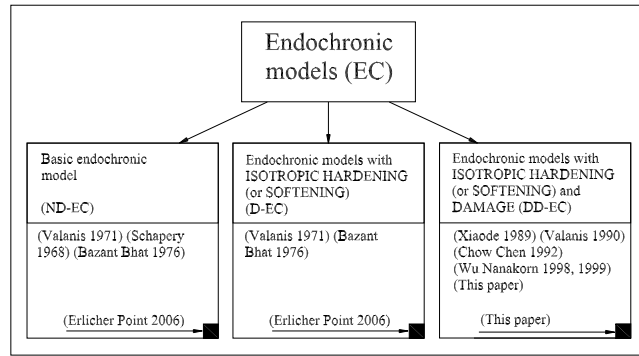 Endochronic
models (EC)
Basic endochronic
model
(ND-EC)
(Valanis 1971) (Schapery
1968) (Bazant Bhat 1976)
(Erlicher Point 2006)
Endochronic models with
ISOTROPIC HARDENING
(or SOFTENING)
(D-EC)
(Valanis 1971) (Bazant
Bhat 1976)
(Erlicher Point 2006)
Endochronic models with
ISOTROPIC HARDENING
(or SOFTENING) and
DAMAGE (DD-EC)
(Xiaode 1989) (Valanis 1990)
(Chow Chen 1992)
(Wu Nanakorn 1998, 1999)
(This paper)
(This paper)